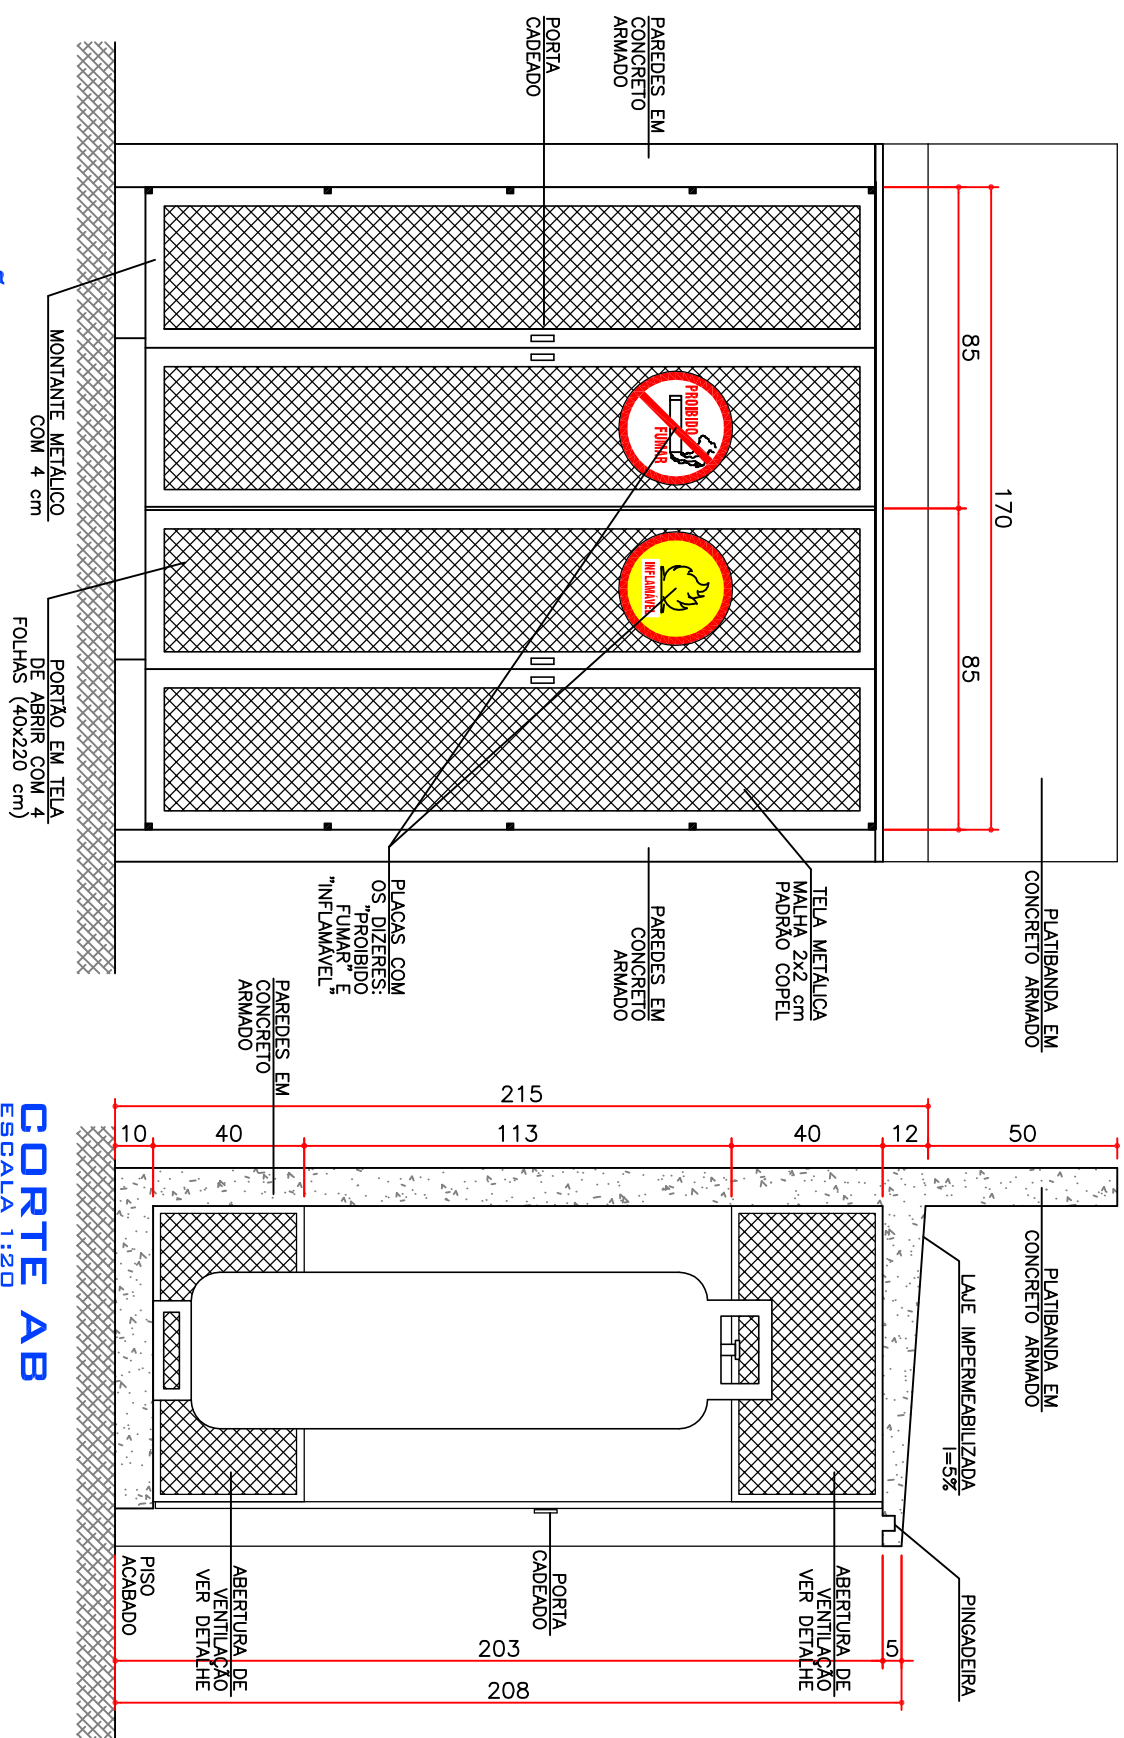 PLATIBANDA EM
CONCRETO ARMADO
170
85
85
PAREDES EM
CONCRETO
ARMADO
PORTA
CADEADO
PROIBIDO
FUMAR
INFLAMÁVEL
TELA METÁLICA
MALHA 2x2 cm
PADRÃO COPEL
PAREDES EM
CONCRETO
ARMADO
PLACAS COM
OS DIZERES:
"PROIBIDO
FUMAR" E
"INFLAMÁVEL"
MONTANTE METÁLICO
COM 4 cm
PORTÃO EM TELA
DE ABRIR COM 4
FOLHAS (40x220 cm)
PLATIBANDA EM
CONCRETO ARMADO
LAJE IMPERMEABILIZADA
I=5%
PINGADEIRA
50
12
40
113
40
10
215
5
203
208
ABERTURA DE
VENTILAÇÃO
VER DETALHE
PORTA
CADEADO
PAREDES EM
CONCRETO
ARMADO
ABERTURA DE
VENTILAÇÃO
VER DETALHE
PISO
ACABADO
CORTE AB
ESCALA 1:20